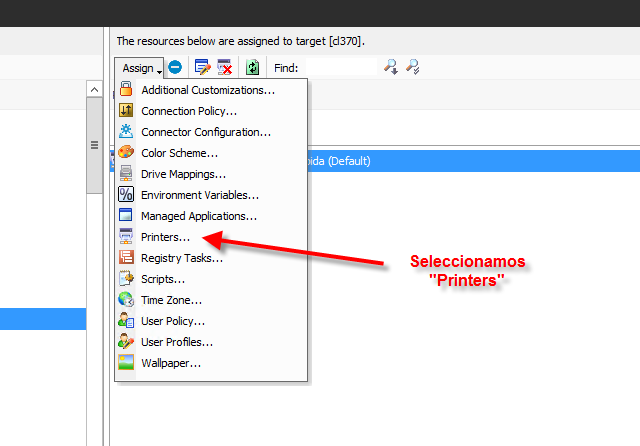 The resources below are assigned to target [cl370].
Assign
Find:
Additional Customizations...
Connection Policy...
Connector Configuration...
Color Scheme...
Drive Mappings...
(Default)
Environment Variables...
Managed Applications...
Printers...
Registry Tasks...
Scripts...
Time Zone...
User Policy...
User Profiles...
Wallpaper...
Seleccionamos
"Printers"